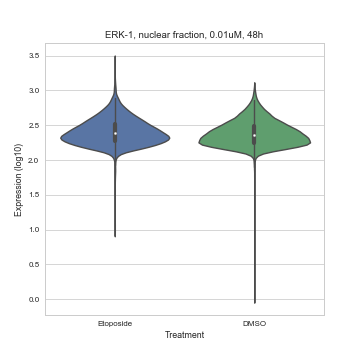 ERK-1, nuclear fraction, 0.01uM, 48h
3.5
3.0
2.5
2.0
1.5
1.0
0.5
0.0
Expression (log10)
Etoposide DMSO
Treatment